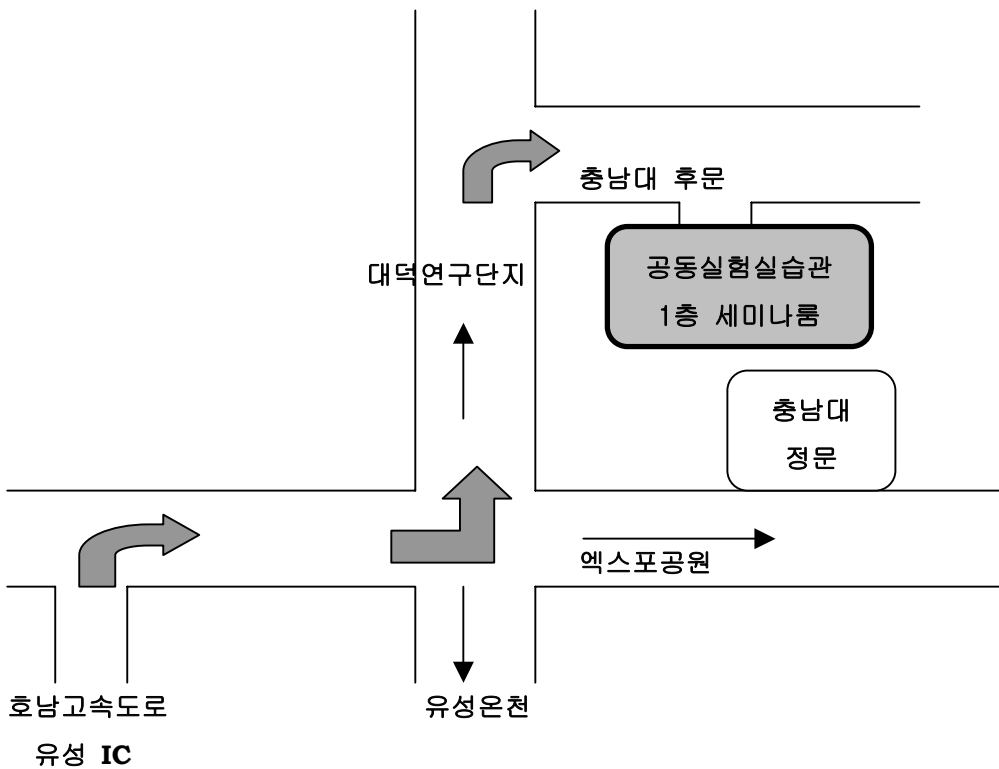 충남대 후문
대덕연구단지
공동실험실습관
1층 세미나룸
충남대
정문
엑스포공원
호남고속도로
유성 IC
유성온천